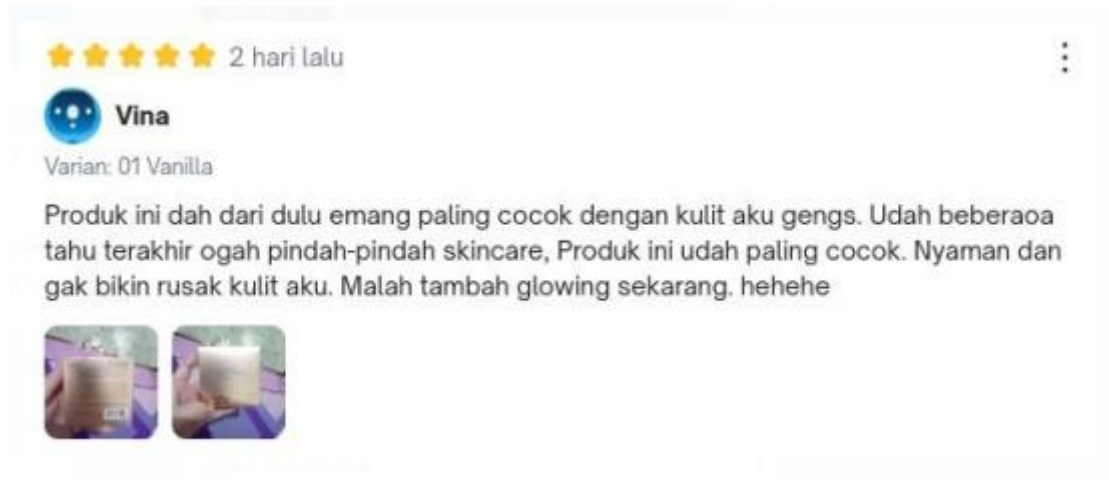 2 hari lalu
Vina
Varian: 01 Vanilla
Produk ini dah dari dulu emang paling cocok dengan kulit aku gengs. Udah beberaoa
tahu terakhir ogah pindah-pindah skincare, Produk ini udah paling cocok. Nyaman dan
gak bikin rusak kulit aku. Malah tambah glowing sekarang. hehehe